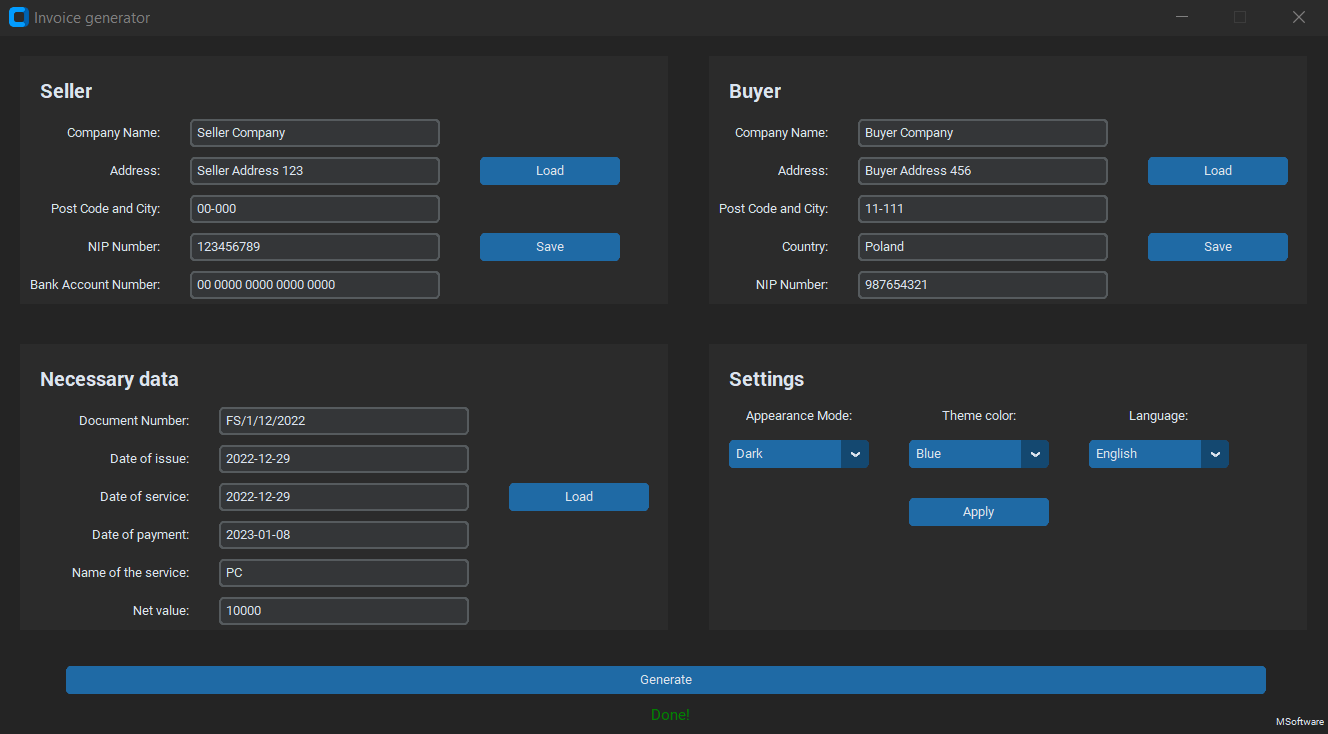 Invoice generator
Seller
Company Name: Seller Company
Address: Seller Address 123 Load
Post Code and City: 00-000
NIP Number: 123456789 Save
Bank Account Number: 00 0000 0000 0000 0000
Buyer
Company Name: Buyer Company
Address: Buyer Address 456 Load
Post Code and City: 11-111
Country: Poland Save
NIP Number: 987654321
Necessary data
Document Number: FS/1/12/2022
Date of issue: 2022-12-29
Date of service: 2022-12-29 Load
Date of payment: 2023-01-08
Name of the service: PC
Net value: 10000
Settings
Appearance Mode: Theme color: Language:
Dark Blue English
Apply
Generate
Done!
MSoftware